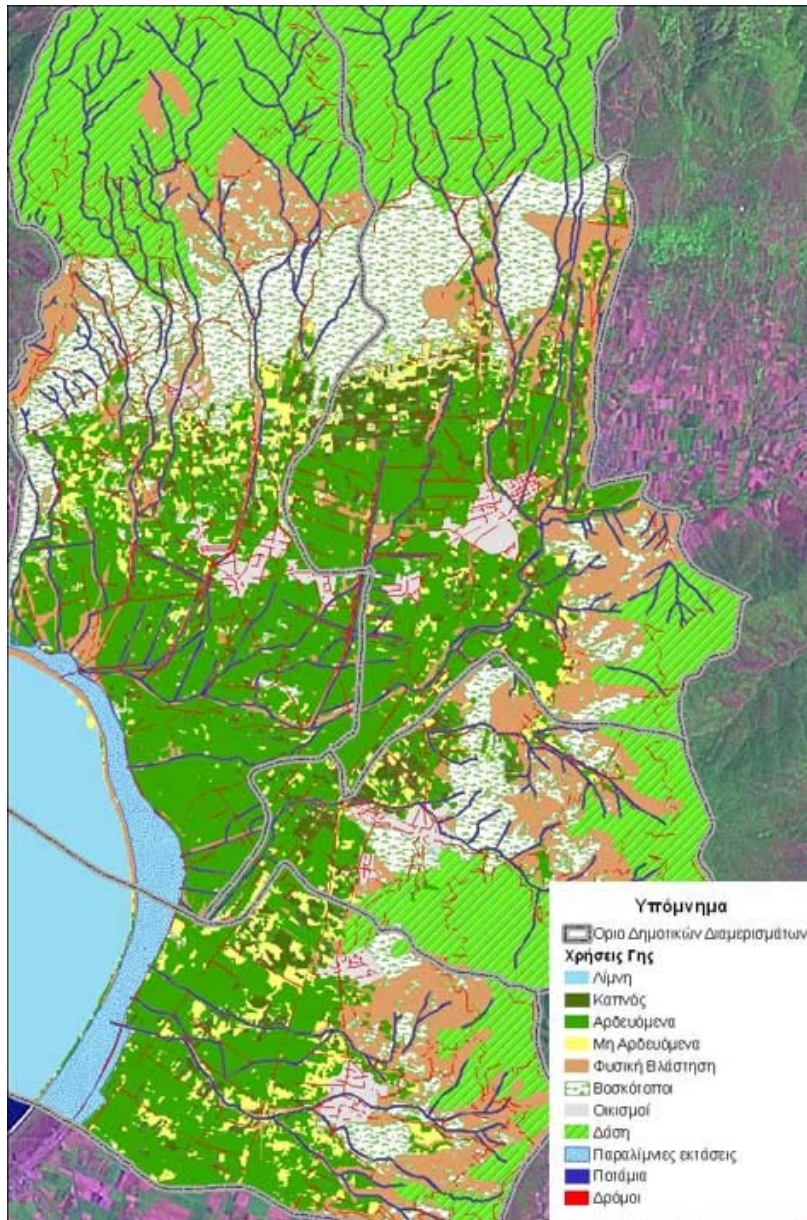 Υπόμνημα
Οριο Δημοτικών Διαμερισμάτων
Χρήσεις Γης
Λίμνη
Καπνός
Αρδευόμενα
Μη Αρδευόμενα
Φυσική Βλάστηση
Βοσκότοποι
Οικισμοί
Δάση
Παραλίμνιες εκτάσεις
Ποτάμια
Δρόμοι